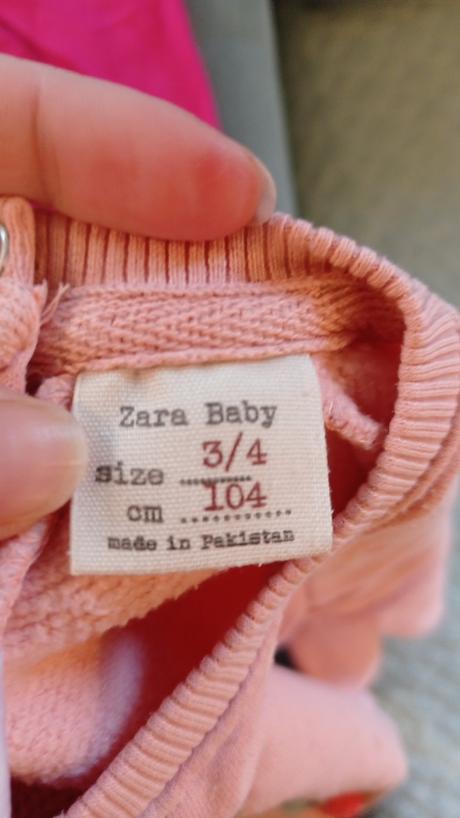 Zara Baby
size 3/4
cm 104
made in Pakistan